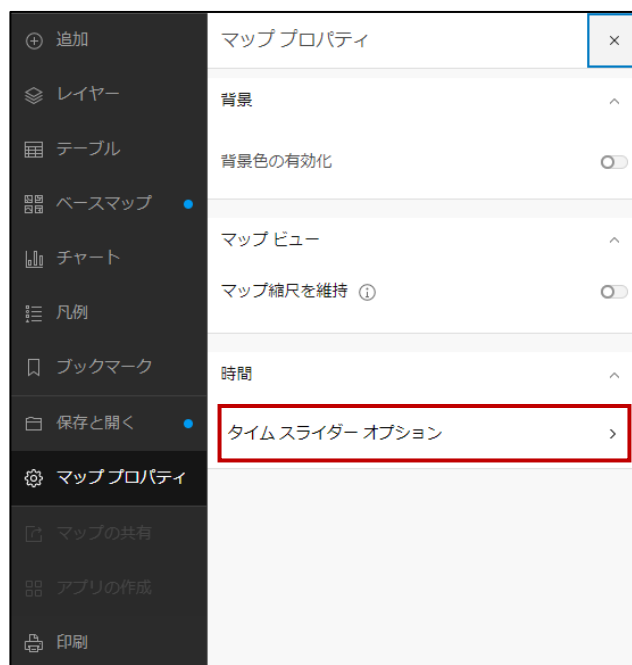 追加
レイヤー
テーブル
ベースマップ
チャート
凡例
ブックマーク
保存と開く
マップ プロパティ
マップの共有
アプリの作成
印刷
マップ プロパティ
背景
背景色の有効化
マップ ビュー
マップ縮尺を維持
時間
タイム スライダー オプション